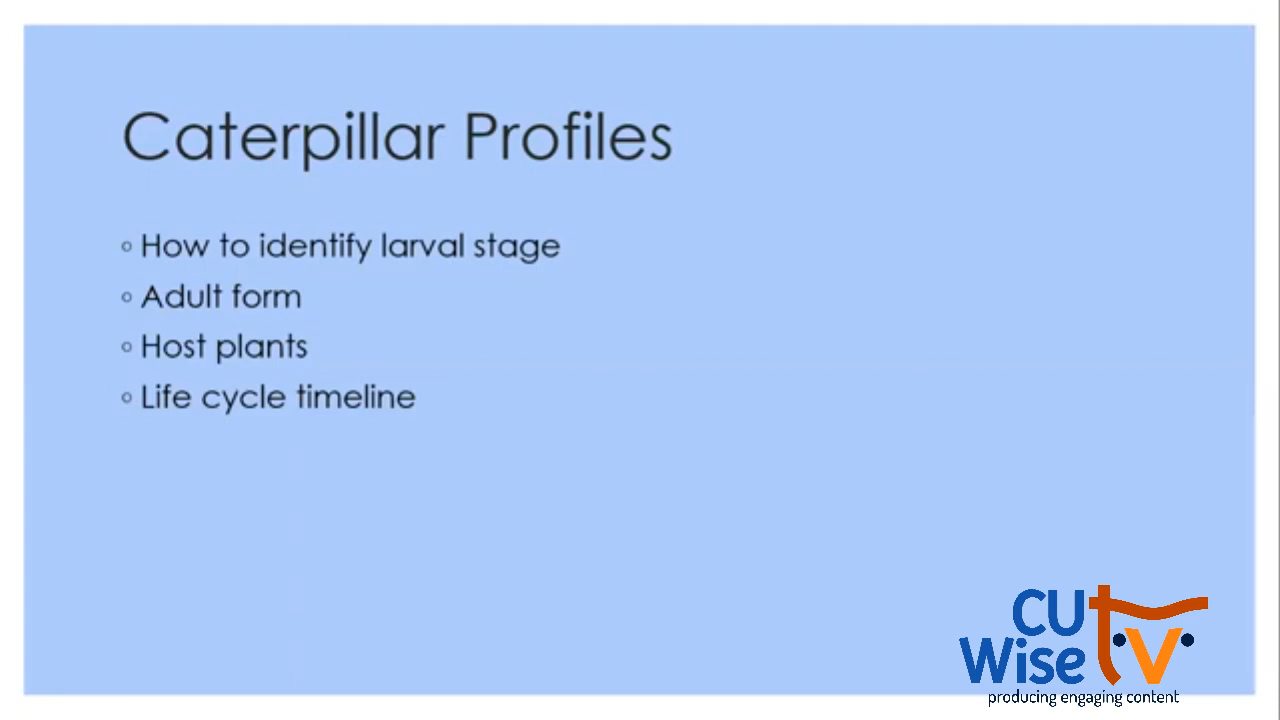 Caterpillar Profiles
◦ How to identify larval stage
◦ Adult form
◦ Host plants
◦ Life cycle timeline
CU
Wise tv
producing engaging content